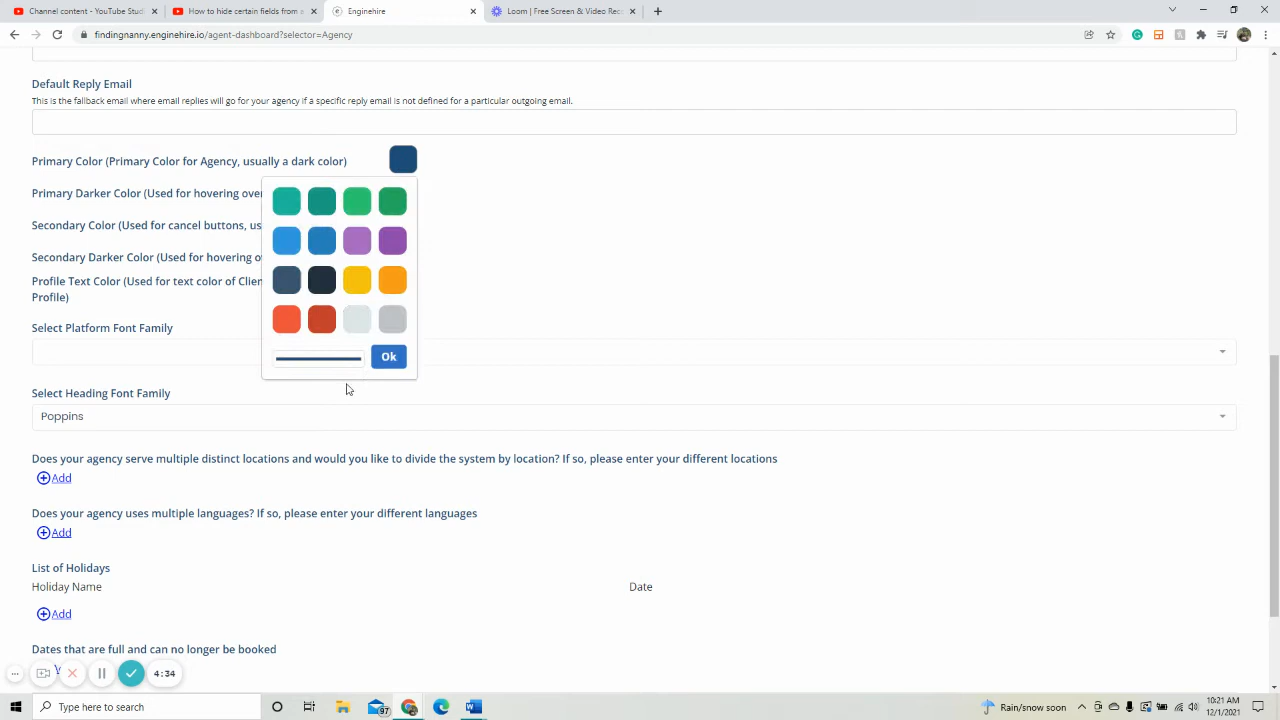 Channel content - YouTube Stud
How to hide certain fields from a
Enginehire
Loom | Free Screen & Video Rec
findingnanny.enginehire.io/agent-dashboard?selector=Agency
Default Reply Email
This is the fallback email where email replies will go for your agency if a specific reply email is not defined for a particular outgoing email.
Primary Color (Primary Color for Agency, usually a dark color)
Primary Darker Color (Used for hovering over
Secondary Color (Used for cancel buttons, us
Secondary Darker Color (Used for hovering o
Profile Text Color (Used for text color of Clien
Profile)
Select Platform Font Family
Ok
Select Heading Font Family
Poppins
Does your agency serve multiple distinct locations and would you like to divide the system by location? If so, please enter your different locations
Add
Does your agency uses multiple languages? If so, please enter your different languages
Add
List of Holidays
Holiday Name Date
Add
Dates that are full and can no longer be booked
4:34
Type here to search
97
Rain/snow soon
10:21 AM
12/1/2021